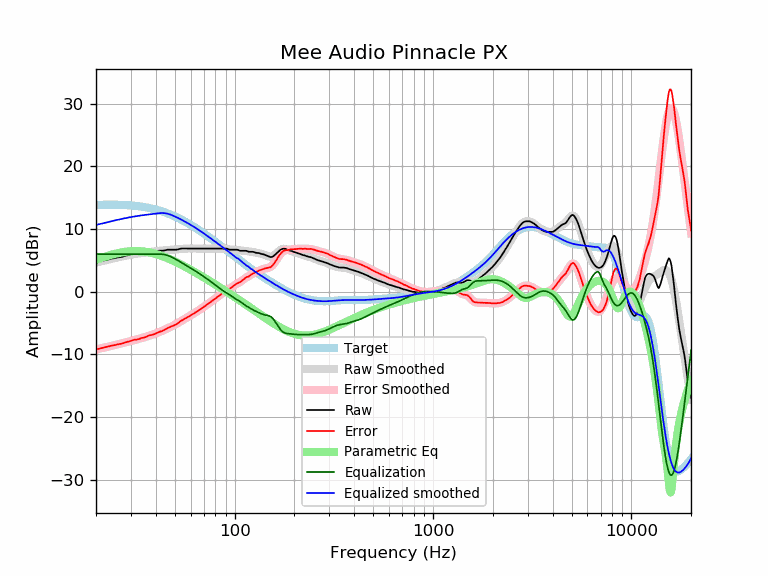 Mee Audio Pinnacle PX
Amplitude (dBr)
30
20
10
0
−10
−20
−30
Target
Raw Smoothed
Error Smoothed
Raw
Error
Parametric Eq
Equalization
Equalized smoothed
100
1000
10000
Frequency (Hz)